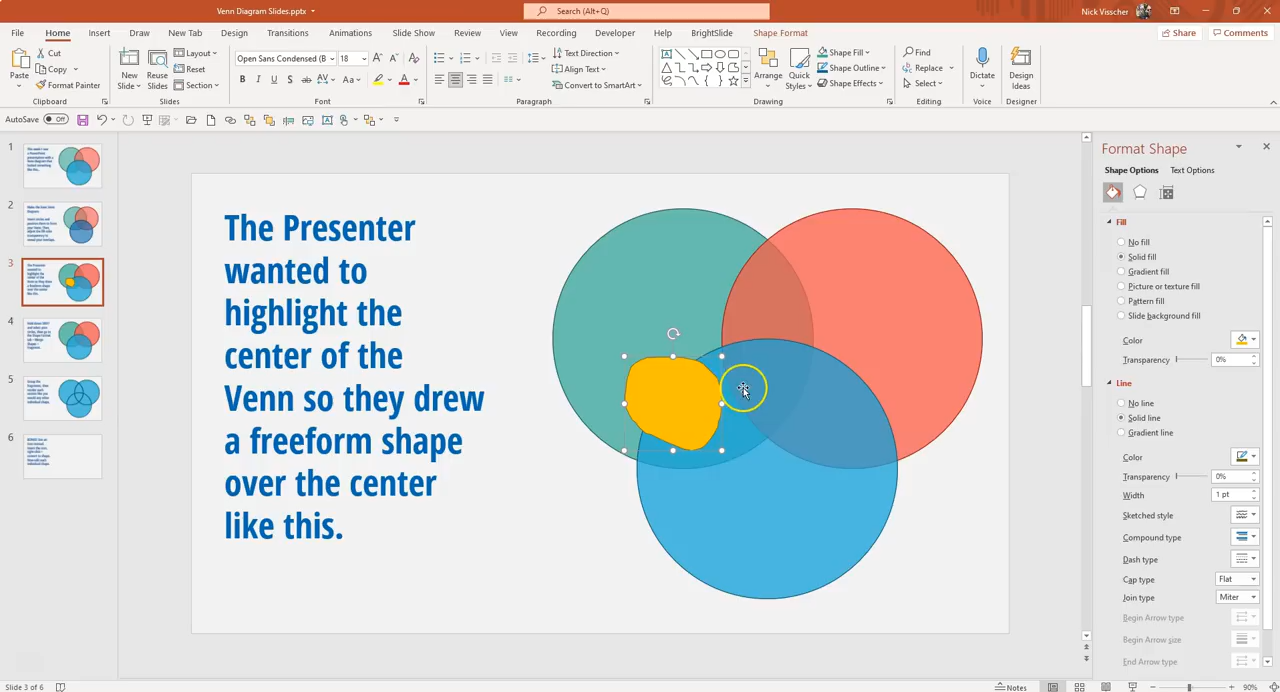 Venn Diagram Slides.pptx
Search (Alt+Q)
Nick Visscher
File Home Insert Draw New Tab Design Transitions Animations Slide Show Review View Recording Developer Help BrightSlide Shape Format
Share Comments
Paste
Cut
Copy
Format Painter
Clipboard
New Slide
Reuse Slides
Layout
Reset
Section
Slides
Open Sans Condensed (B 18
Font
Text Direction
Align Text
Convert to SmartArt
Paragraph
Arrange
Quick Styles
Shape Fill
Shape Outline
Shape Effects
Drawing
Find
Replace
Select
Editing
Dictate
Voice
Design Ideas
Designer
AutoSave Off
1
2
3
4
5
6
The Presenter
wanted to
highlight the
center of the
Venn so they drew
a freeform shape
over the center
like this.
Format Shape
Shape Options Text Options
Fill
No fill
Solid fill
Gradient fill
Picture or texture fill
Pattern fill
Slide background fill
Color
Transparency 0%
Line
No line
Solid line
Gradient line
Color
Transparency 0%
Width 1 pt
Sketched style
Compound type
Dash type
Cap type Flat
Join type Miter
Begin Arrow type
Begin Arrow size
End Arrow type
Slide 3 of 6
Notes
90%